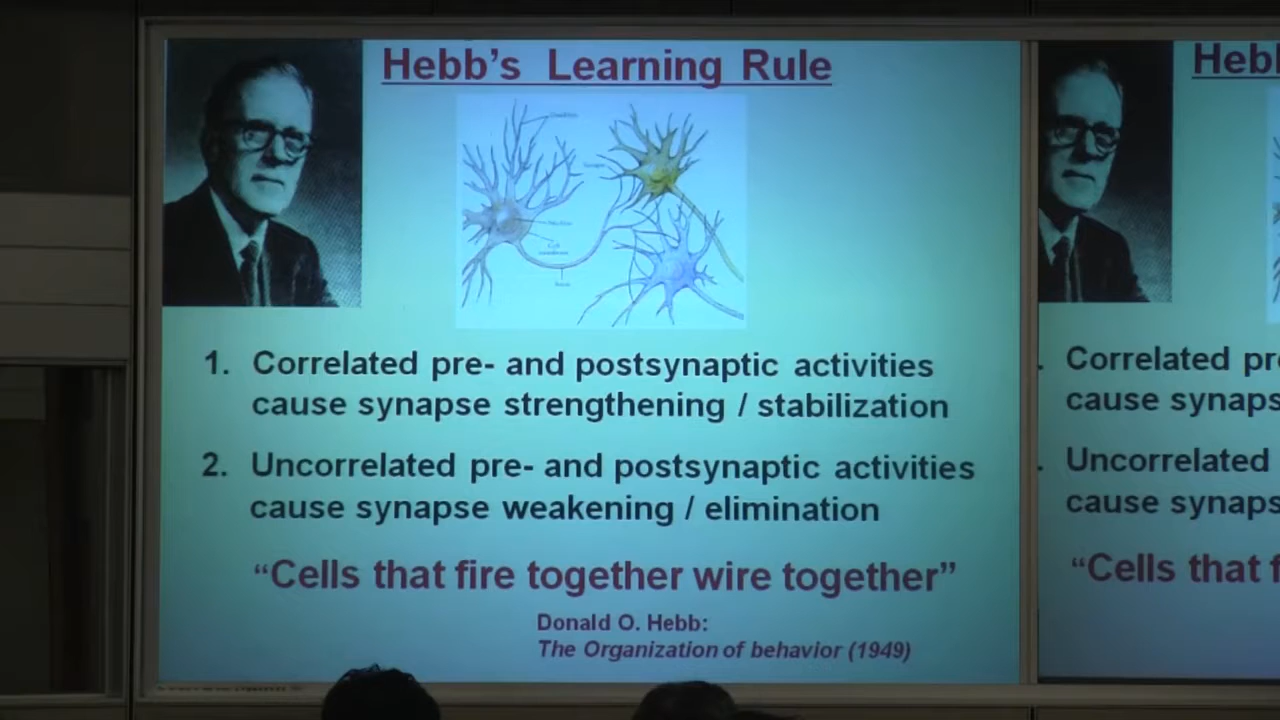 Hebb's Learning Rule
1. Correlated pre- and postsynaptic activities
cause synapse strengthening / stabilization
2. Uncorrelated pre- and postsynaptic activities
cause synapse weakening / elimination
“Cells that fire together wire together”
Donald O. Hebb:
The Organization of behavior (1949)
Heb
. Correlated pr
cause synaps
. Uncorrelated
cause synaps
“Cells that f